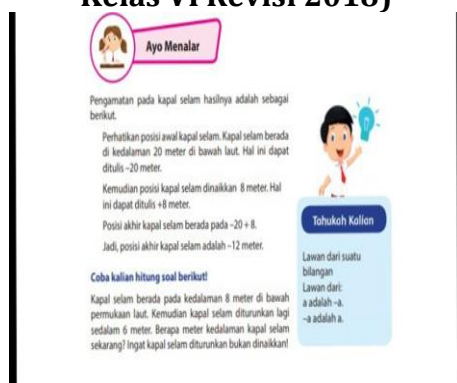 Kelas VI Revisi 2018)
Ayo Menalar
Pengamatan pada kapal selam hasilnya adalah sebagai
berikut.
Perhatikan posisi awal kapal selam. Kapal selam berada
di kedalaman 20 meter di bawah laut. Hal ini dapat
ditulis –20 meter.
Kemudian posisi kapal selam dinaikkan 8 meter. Hal
ini dapat ditulis +8 meter.
Posisi akhir kapal selam berada pada –20 + 8.
Jadi, posisi akhir kapal selam adalah –12 meter.
Coba kalian hitung soal berikut!
Kapal selam berada pada kedalaman 8 meter di bawah
permukaan laut. Kemudian kapal selam diturunkan lagi
sedalam 6 meter. Berapa meter kedalaman kapal selam
sekarang? Ingat kapal selam diturunkan bukan dinaikkan!
Tahukah Kalian
Lawan dari suatu
bilangan
Lawan dari:
a adalah –a.
–a adalah a.